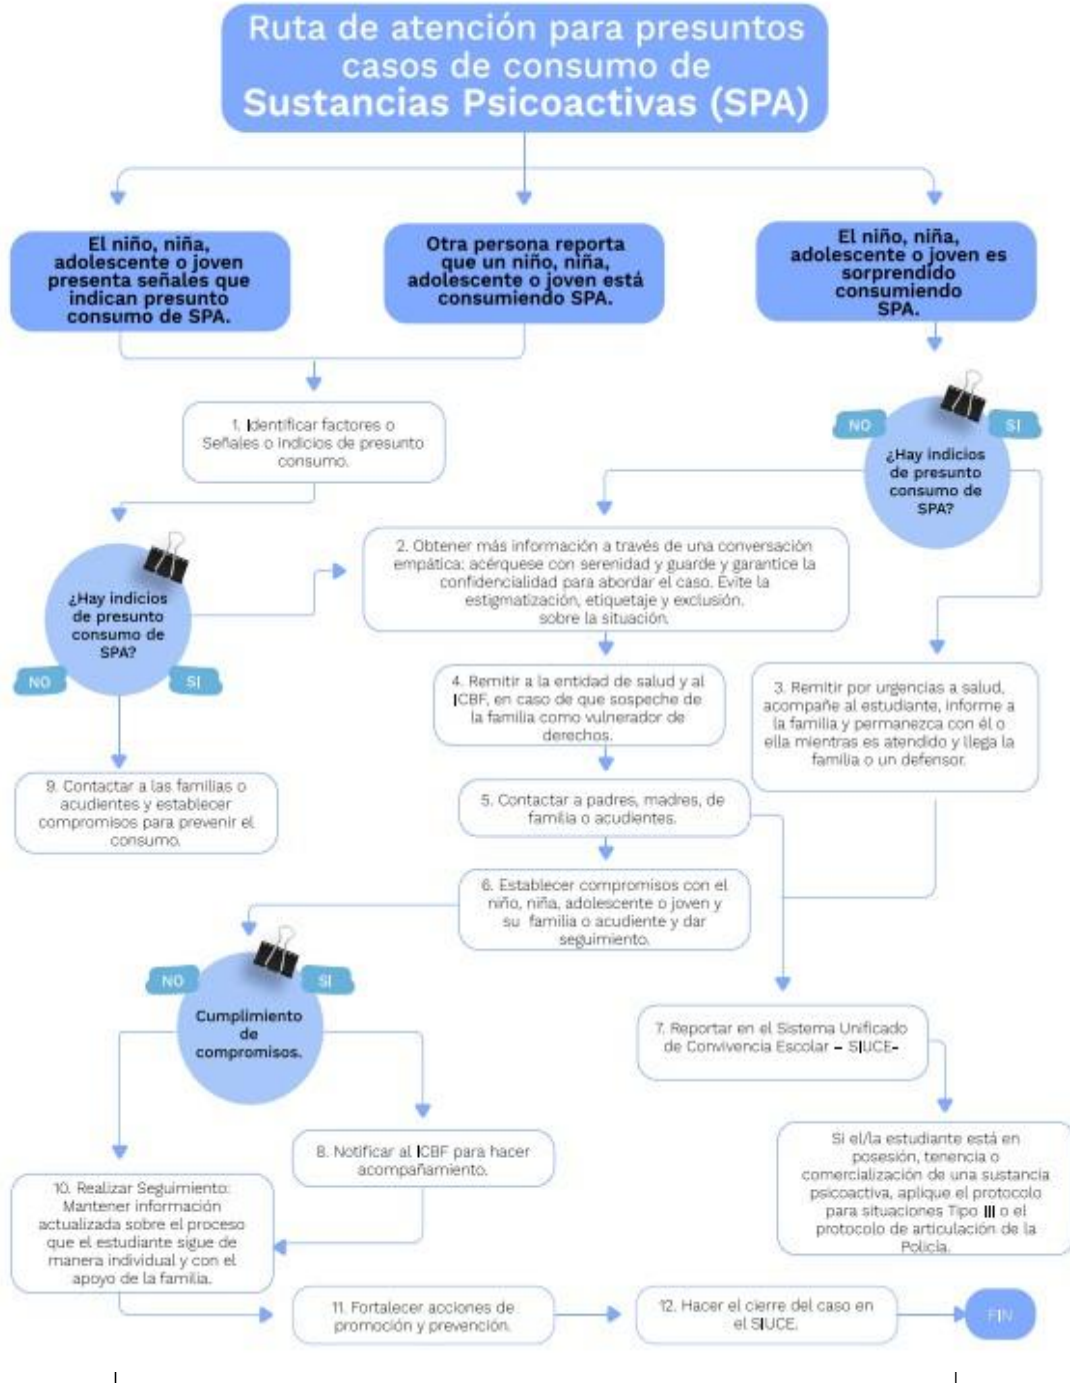 Ruta de atención para presuntos
casos de consumo de
Sustancias Psicoactivas (SPA)
El niño, niña,
adolescente o joven
presenta señales que
indican presunto
consumo de SPA.
Otra persona reporta
que un niño, niña,
adolescente o joven está
consumiendo SPA.
El niño, niña,
adolescente o joven es
sorprendido
consumiendo
SPA.
1. Identificar factores o
Señales o Indicios de presunto
consumo.
NO
SI
¿Hay indicios
de presunto
consumo de
SPA?
¿Hay indicios
de presunto
consumo de
SPA?
NO
SI
2. Obtener más información a través de una conversación
empática: acérquese con serenidad y guarde y garantice la
confidencialidad para abordar el caso. Evite la
estigmatización, etiquetaje y exclusión.
sobre la situación.
4. Remitir a la entidad de salud y al
ICBF, en caso de que sospeche de
la familia como vulnerador de
derechos.
3. Remitir por urgencias a salud,
acompañe al estudiante, informe a
la familia y permanezca con él o
ella mientras es atendido y llega la
familia o un defensor.
9. Contactar a las familias o
acudientes y establecer
compromisos para prevenir el
consumo.
5. Contactar a padres, madres, de
familia o acudientes.
6. Establecer compromisos con el
niño, niña, adolescente o joven y
su familia o acudiente y dar
seguimiento.
NO
SI
Cumplimiento
de
compromisos.
7. Reportar en el Sistema Unificado
de Convivencia Escolar – SIUCE-
8. Notificar al ICBF para hacer
acompañamiento.
Si el/la estudiante está en
posesión, tenencia o
comercialización de una sustancia
psicoactiva, aplique el protocolo
para situaciones Tipo III o el
protocolo de articulación de la
Policía.
10. Realizar Seguimiento:
Mantener información
actualizada sobre el proceso
que el estudiante sigue de
manera individual y con el
apoyo de la familia.
11. Fortalecer acciones de
promoción y prevención.
12. Hacer el cierre del caso en
el SIUCE.
FIN